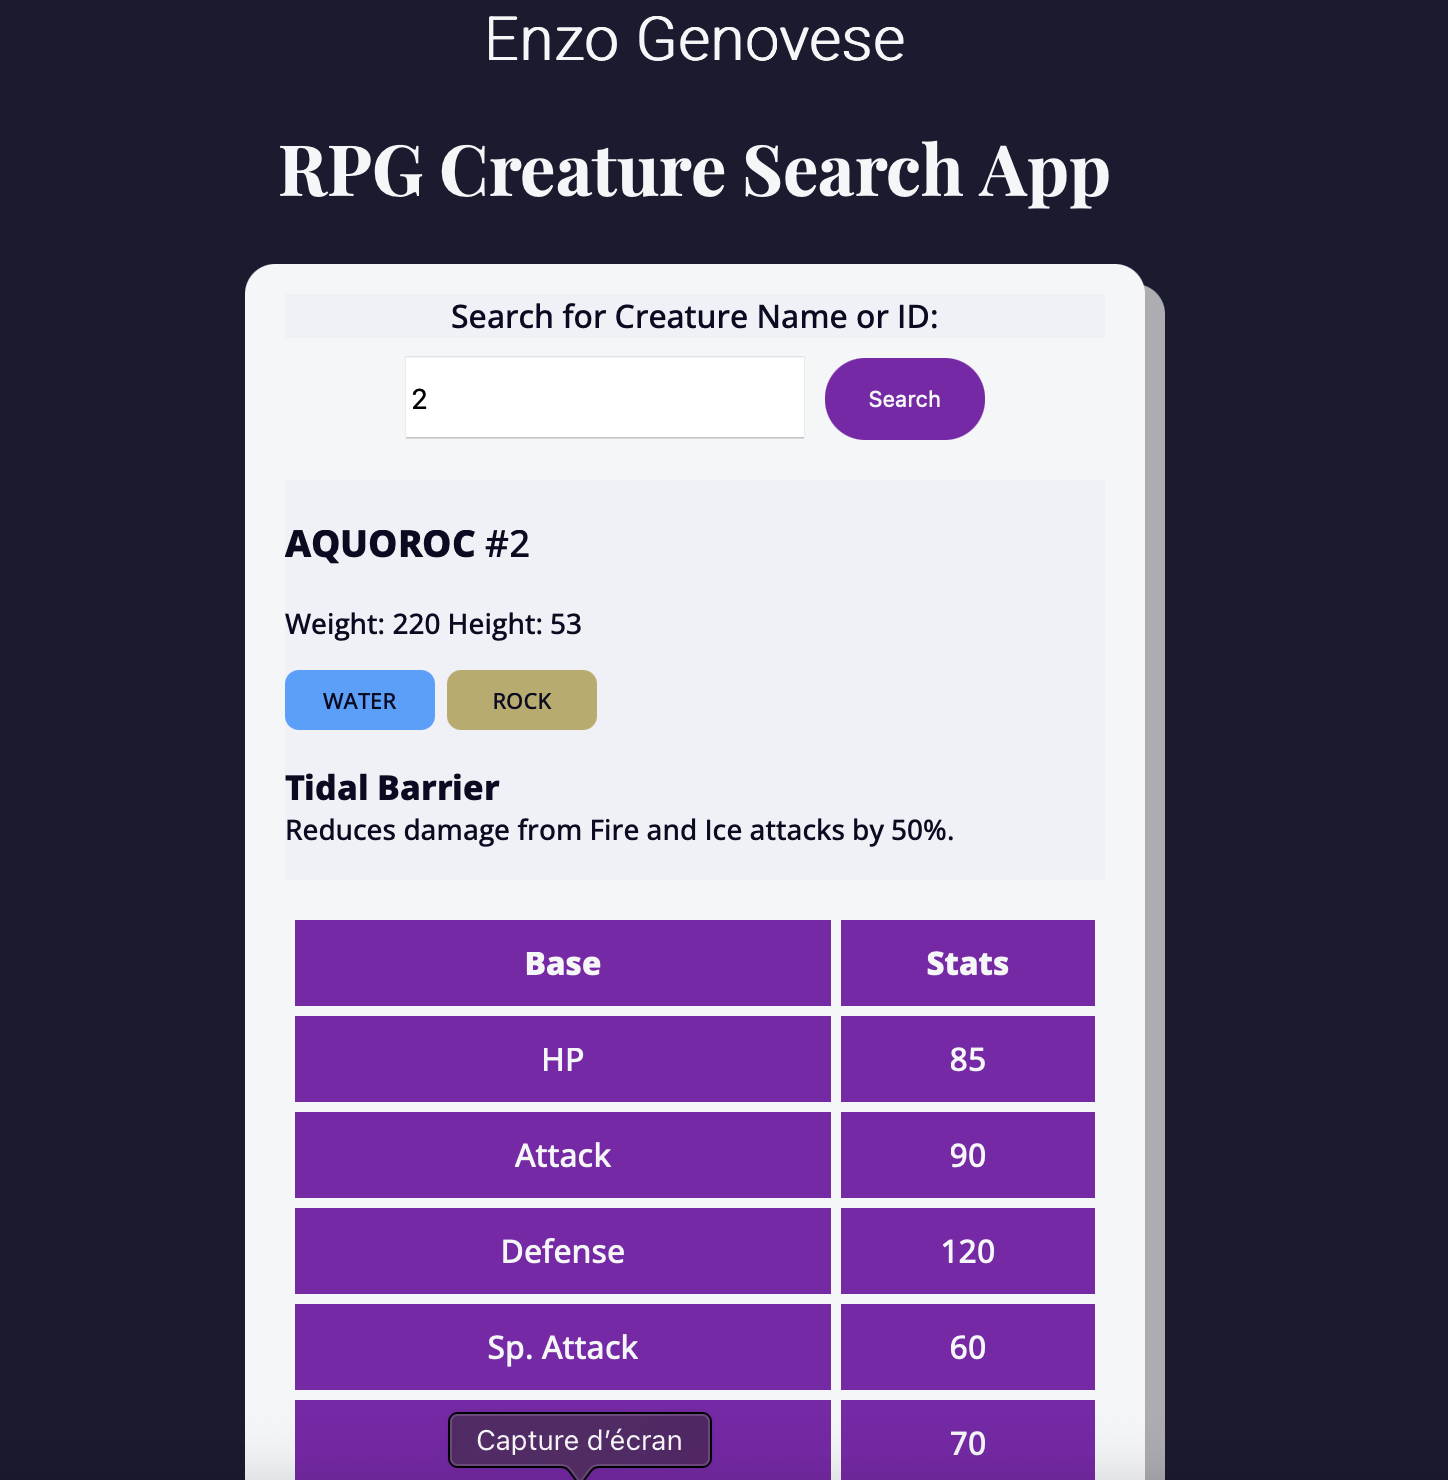 Enzo Genovese
RPG Creature Search App
Search for Creature Name or ID:
2
Search
AQUOROC #2
Weight: 220 Height: 53
WATER
ROCK
Tidal Barrier
Reduces damage from Fire and Ice attacks by 50%.
Base Stats
HP 85
Attack 90
Defense 120
Sp. Attack 60
70
Capture d’écran